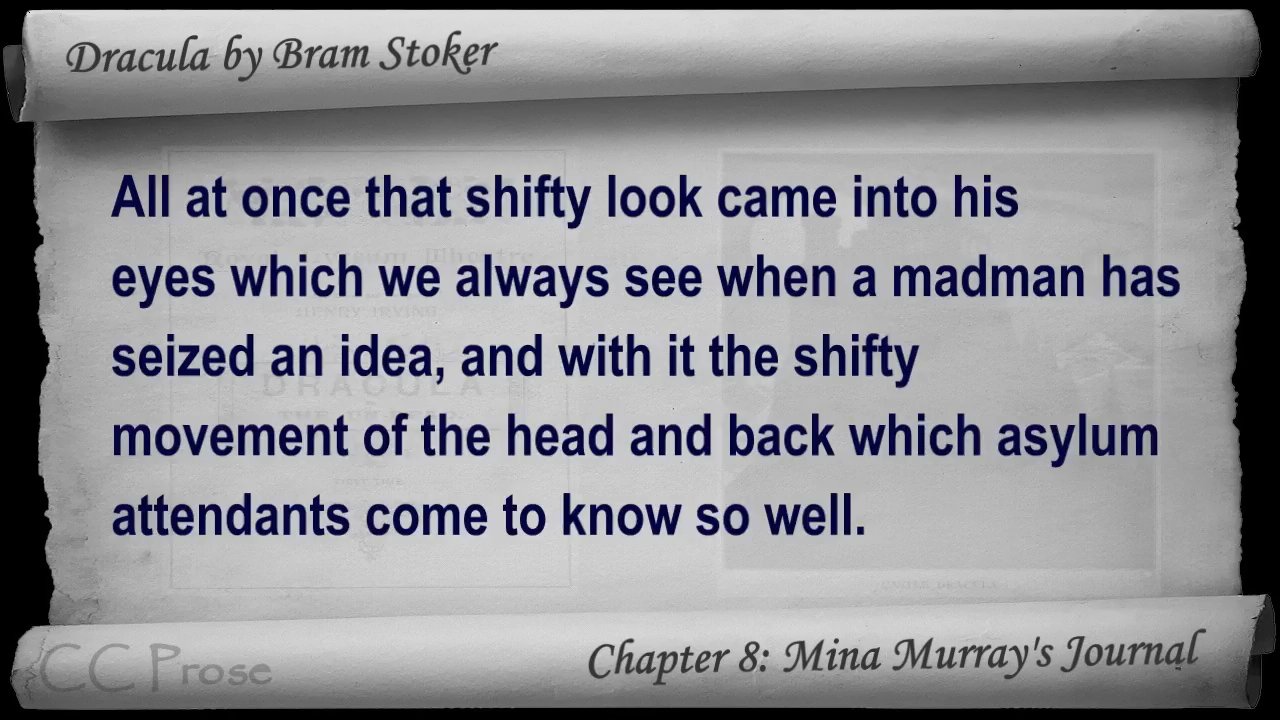 Dracula by Bram Stoker
All at once that shifty look came into his
eyes which we always see when a madman has
seized an idea, and with it the shifty
movement of the head and back which asylum
attendants come to know so well.
CC Prose
Chapter 8: Mina Murray's Journal